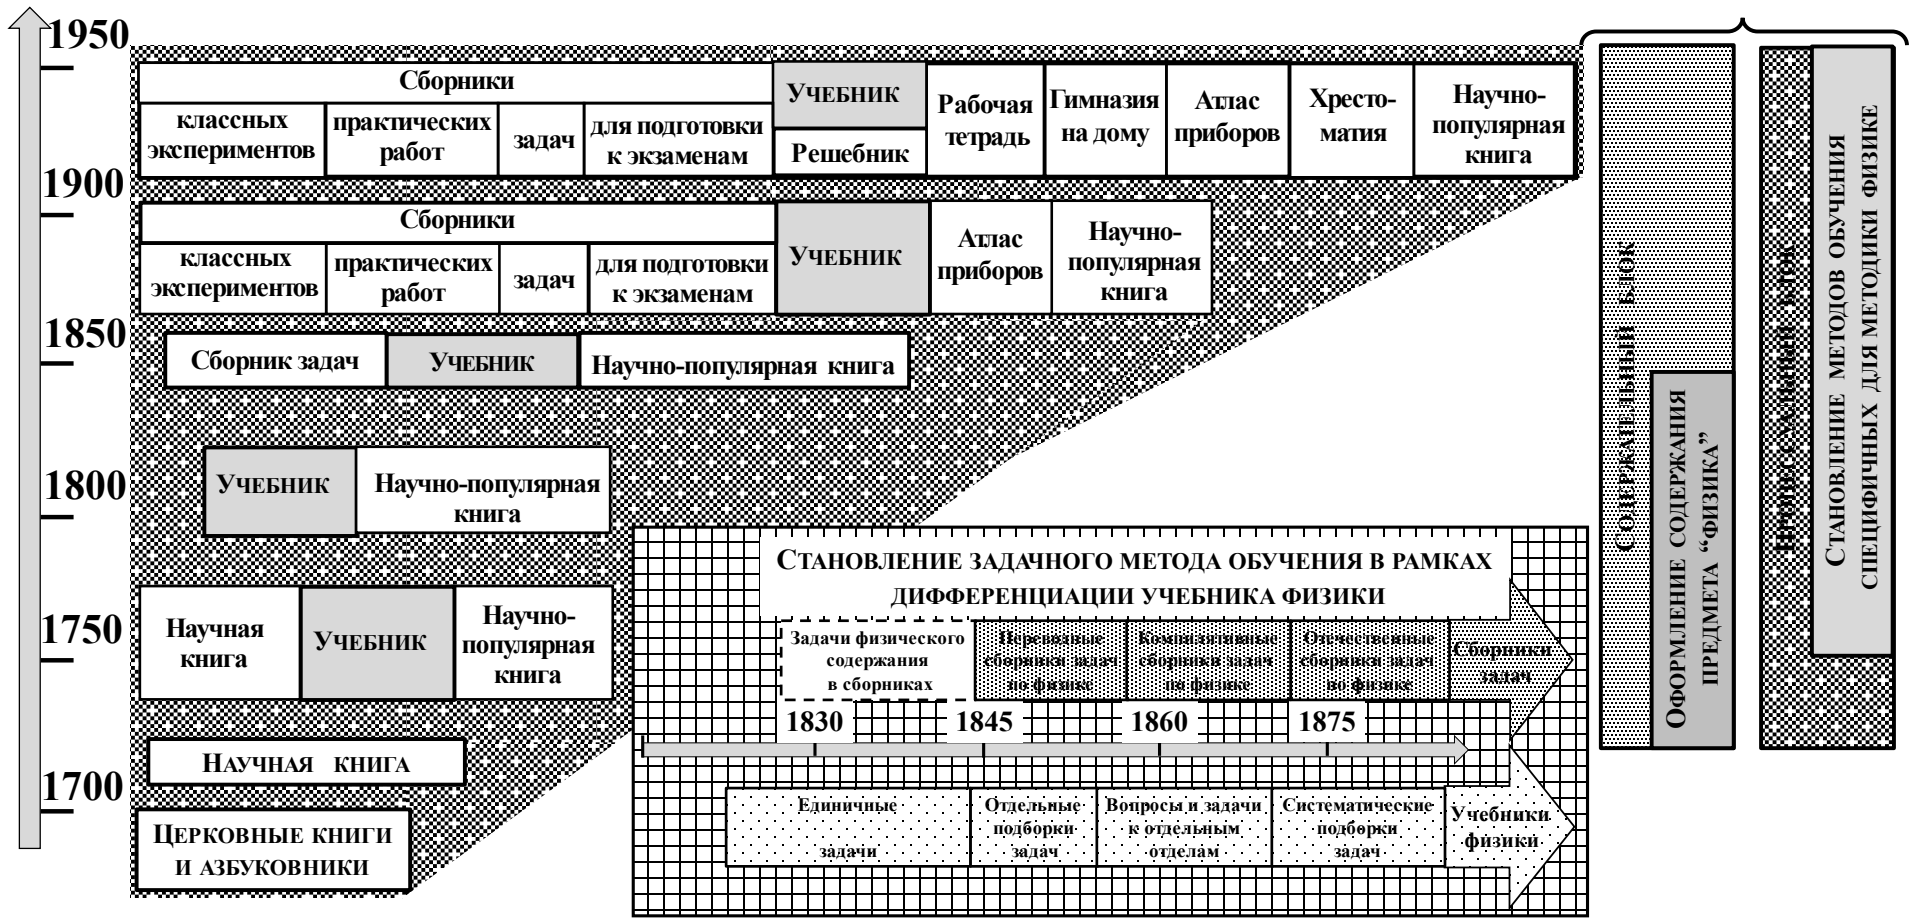 1950
Сборники
классных
экспериментов
практических
работ
задач
для подготовки
к экзаменам
УЧЕБНИК
Решебник
Рабочая
тетрадь
Гимназия
на дому
Атлас
приборов
Хресто-
матия
Научно-
популярная
книга
1900
Сборники
классных
экспериментов
практических
работ
задач
для подготовки
к экзаменам
УЧЕБНИК
Атлас
приборов
Научно-
популярная
книга
1850
Сборник задач
УЧЕБНИК
Научно-популярная книга
УЧЕБНИК
Научно-популярная
книга
1800
Научная
книга
УЧЕБНИК
Научно-
популярная
книга
1750
НАУЧНАЯ КНИГА
1700
ЦЕРКОВНЫЕ КНИГИ
И АЗБУКОВНИКИ
СТАНОВЛЕНИЕ ЗАДАЧНОГО МЕТОДА ОБУЧЕНИЯ В РАМКАХ
ДИФФЕРЕНЦИАЦИИ УЧЕБНИКА ФИЗИКИ
Задачи физического
содержания
в сборниках
Переводные
сборники задач
по физике
Компилятивные
сборники задач
по физике
Отечественные
сборники задач
по физике
Сборники
задач
1830
1845
1860
1875
Единичные
задачи
Отдельные
подборки
задач
Вопросы и задачи
к отдельным
отделам
Систематические
подборки
задач
Учебники
физики
СОДЕРЖАТЕЛЬНЫЙ БЛОК
ОФОРМЛЕНИЕ СОДЕРЖАНИЯ
ПРЕДМЕТА “ФИЗИКА”
ПРОЦЕССУАЛЬНЫЙ БЛОК
СТАНОВЛЕНИЕ МЕТОДОВ ОБУЧЕНИЯ
СПЕЦИФИЧНЫХ ДЛЯ МЕТОДИКИ ФИЗИКЕ